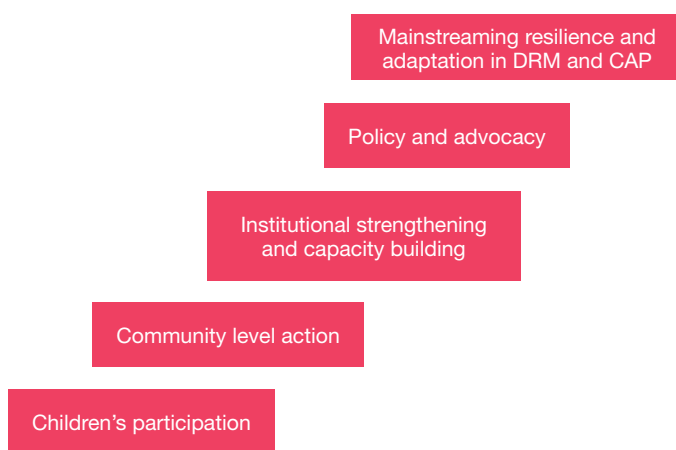 Mainstreaming resilience and
adaptation in DRM and CAP
Policy and advocacy
Institutional strengthening
and capacity building
Community level action
Children’s participation